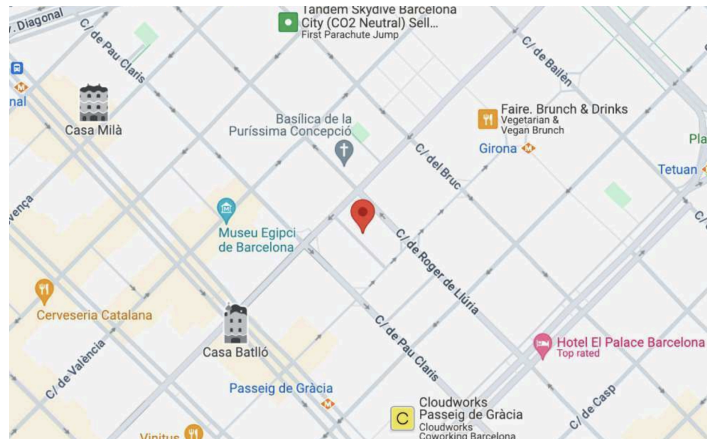 Tandem Skydive Barcelona
City (CO2 Neutral) Sell...
First Parachute Jump
v. Diagonal
C/ de Pau Claris
C/ de Bailèn
nal
Casa Milà
Basílica de la
Puríssima Concepció
Faire. Brunch & Drinks
Vegetarian &
Vegan Brunch
Girona
C/ del Bruc
Pla
Tetuan
vença
Museu Egipci
de Barcelona
C/ de Roger de Llúria
Cerveseria Catalana
Casa Batlló
C/ de Pau Claris
Hotel El Palace Barcelona
Top rated
C/ de València
Passeig de Gràcia
C
Cloudworks
Passeig de Gràcia
Cloudworks
Coworking Barcelona
C/ de Casp
Vinitus